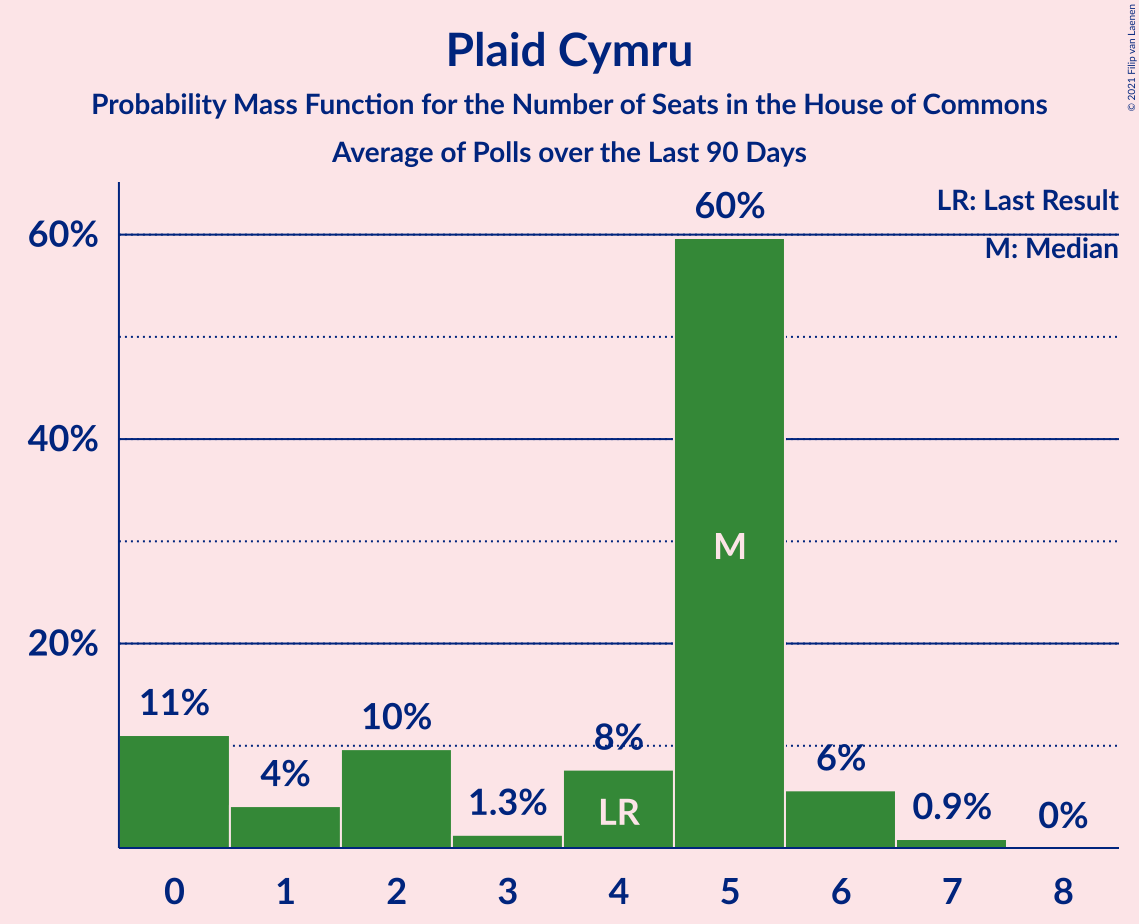 Plaid Cymru
Probability Mass Function for the Number of Seats in the House of Commons
Average of Polls over the Last 90 Days
© 2021 Filip van Laenen
LR: Last Result
M: Median
60%
40%
20%
11%
4%
10%
1.3%
8%
60%
6%
0.9%
0%
LR
M
0 1 2 3 4 5 6 7 8